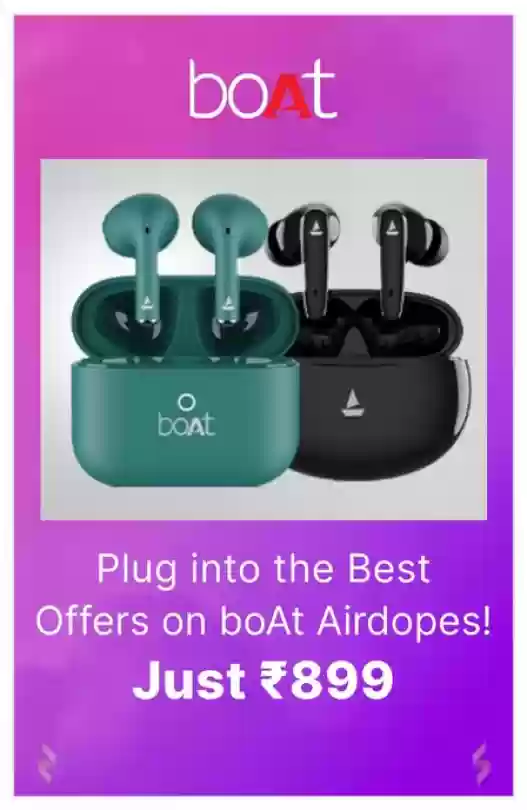 boAt
boAt
Plug into the Best
Offers on boAt Airdopes!
Just ₹899